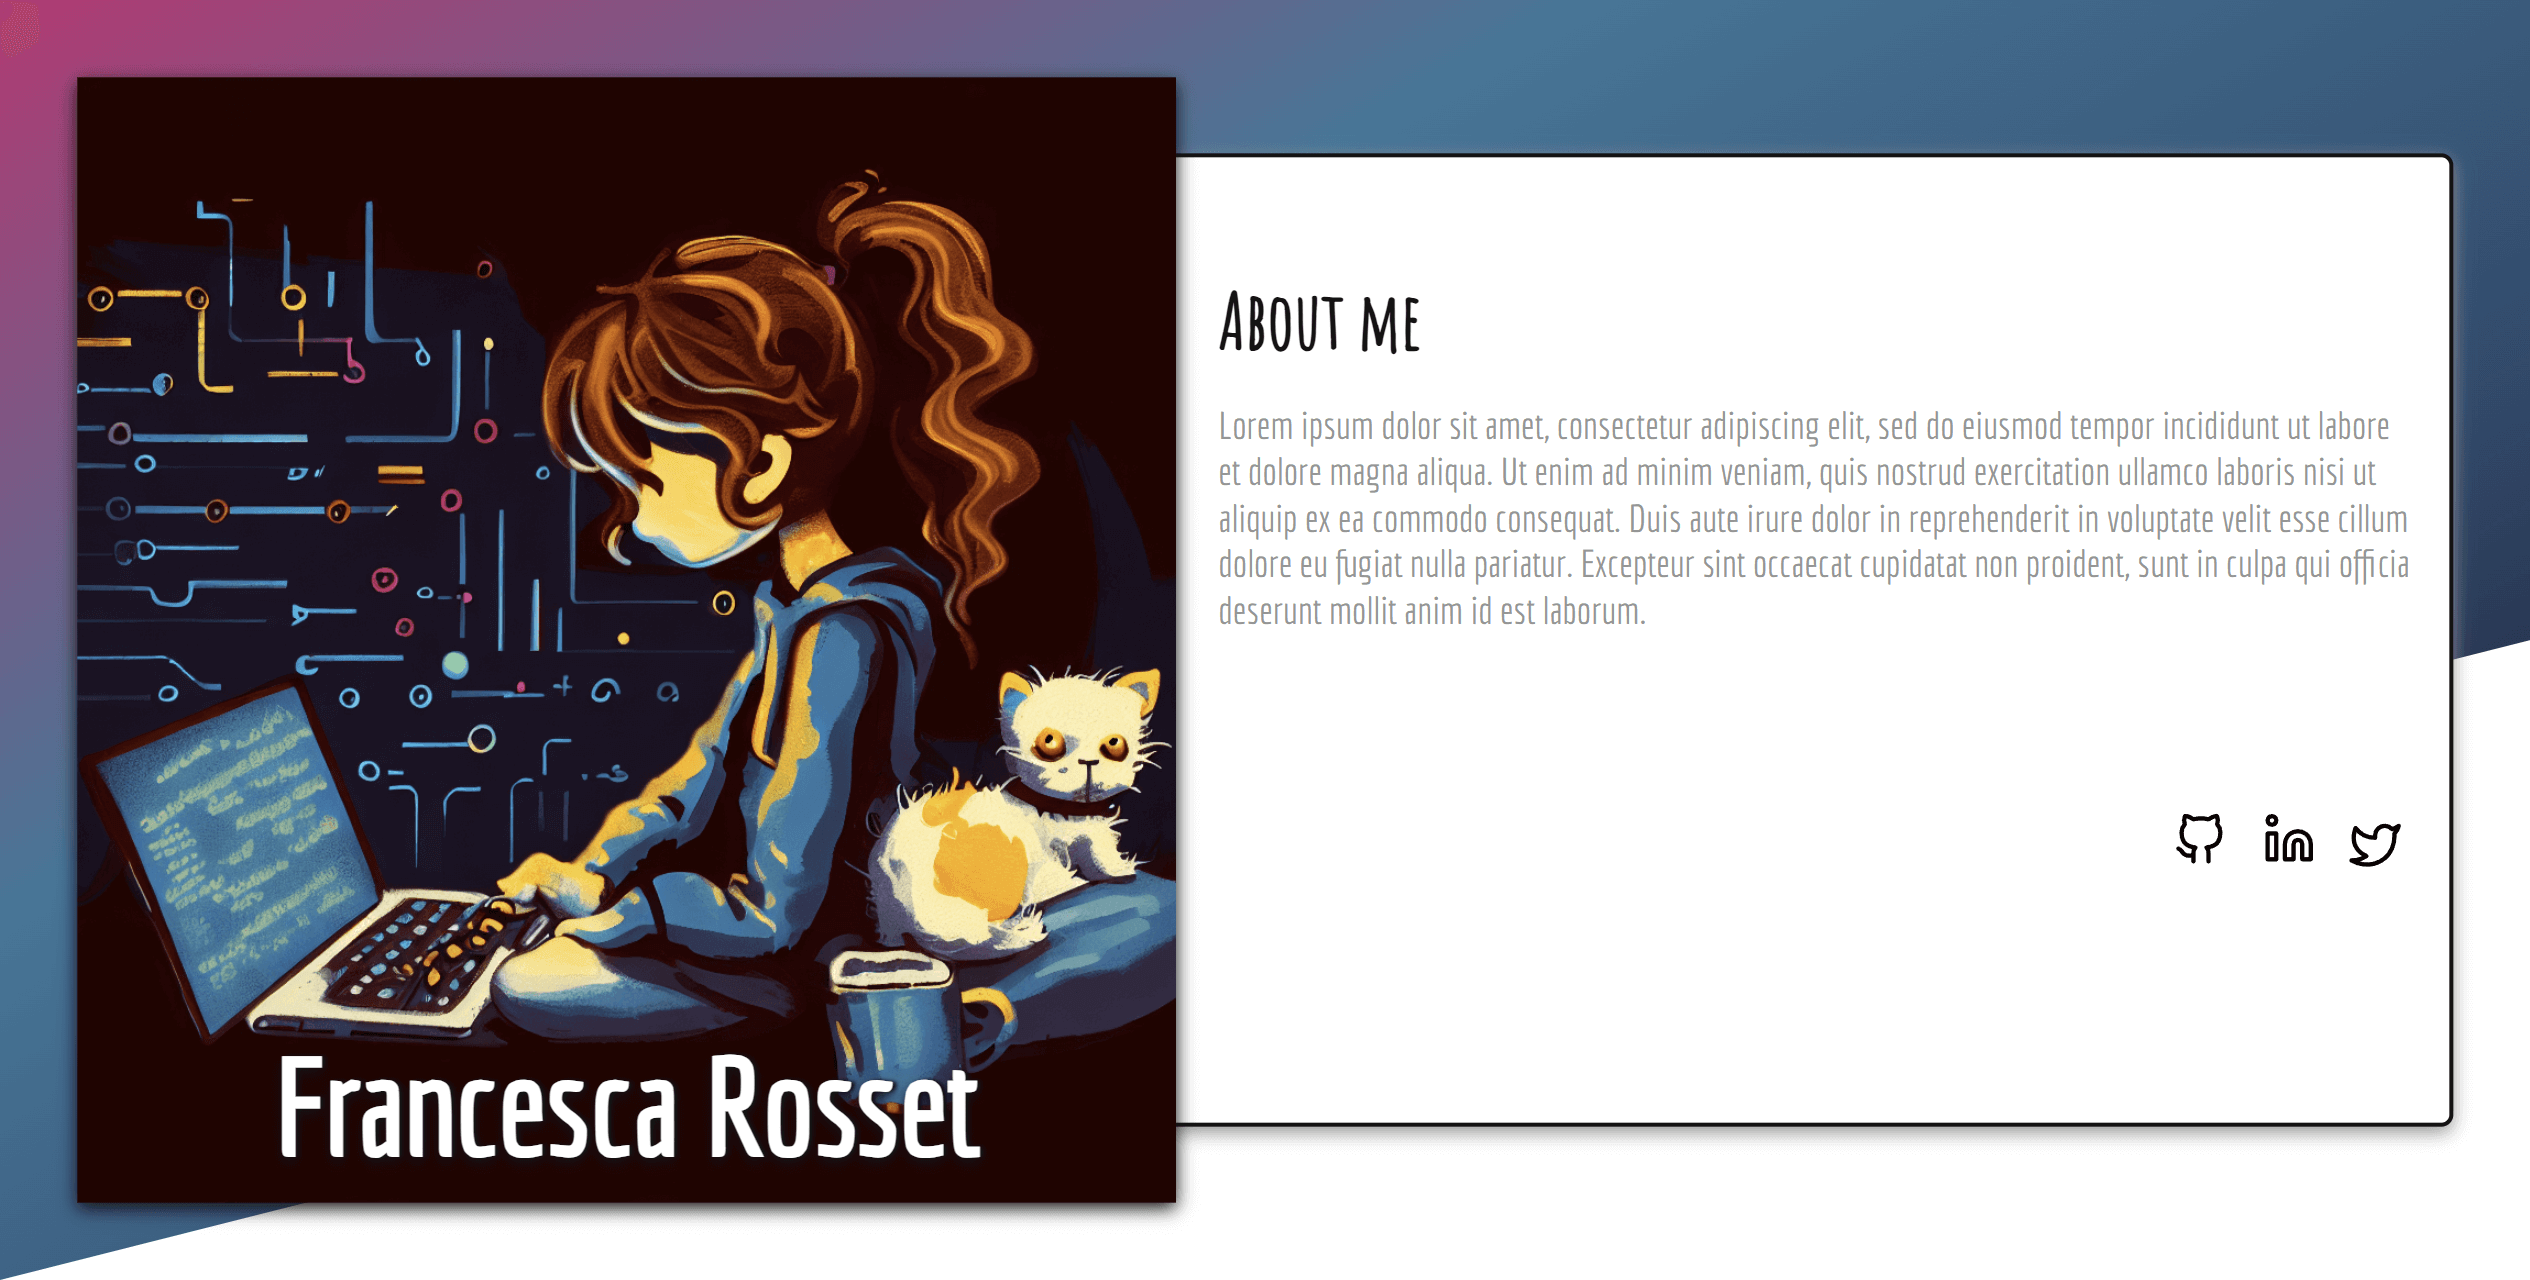 About me
Lorem ipsum dolor sit amet, consectetur adipiscing elit, sed do eiusmod tempor incididunt ut labore
et dolore magna aliqua. Ut enim ad minim veniam, quis nostrud exercitation ullamco laboris nisi ut
aliquip ex ea commodo consequat. Duis aute irure dolor in reprehenderit in voluptate velit esse cillum
dolore eu fugiat nulla pariatur. Excepteur sint occaecat cupidatat non proident, sunt in culpa qui officia
deserunt mollit anim id est laborum.
in
Francesca Rosset